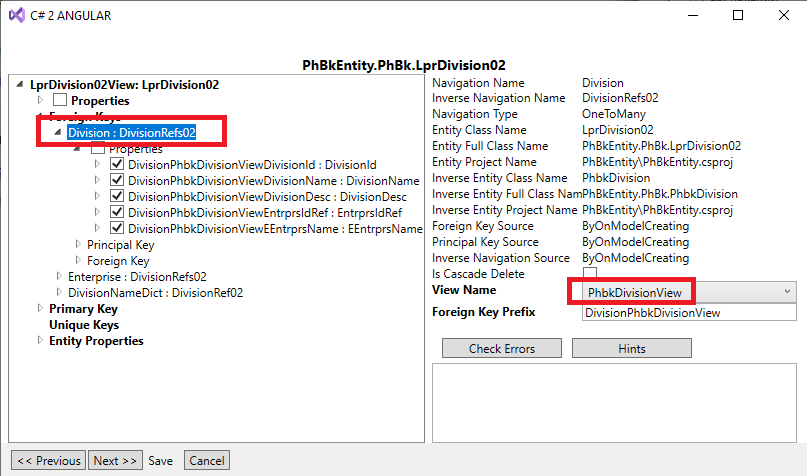 C# 2 ANGULAR
PhBkEntity.PhBk.LprDivision02
LprDivision02View: LprDivision02
Properties
Foreign Keys
Division : DivisionRefs02
Properties
DivisionPhbkDivisionViewDivisionId : DivisionId
DivisionPhbkDivisionViewDivisionName : DivisionName
DivisionPhbkDivisionViewDivisionDesc : DivisionDesc
DivisionPhbkDivisionViewEntrprsIdRef : EntrprsIdRef
DivisionPhbkDivisionViewEEntrprsName : EEntrprsName
Principal Key
Foreign Key
Enterprise : DivisionRefs02
DivisionNameDict : DivisionRef02
Primary Key
Unique Keys
Entity Properties
Navigation Name Division
Inverse Navigation Name DivisionRefs02
Navigation Type OneToMany
Entity Class Name LprDivision02
Entity Full Class Name PhBkEntity.PhBk.LprDivision02
Entity Project Name PhBkEntity\PhBkEntity.csproj
Inverse Entity Class Name PhbkDivision
Inverse Entity Full Class Nam PhBkEntity.PhBk.PhbkDivision
Inverse Entity Project Name PhBkEntity\PhBkEntity.csproj
Foreign Key Source ByOnModelCreating
Principal Key Source ByOnModelCreating
Inverse Navigation Source ByOnModelCreating
Is Cascade Delete
View Name PhbkDivisionView
Foreign Key Prefix DivisionPhbkDivisionView
Check Errors Hints
<< Previous Next >> Save Cancel